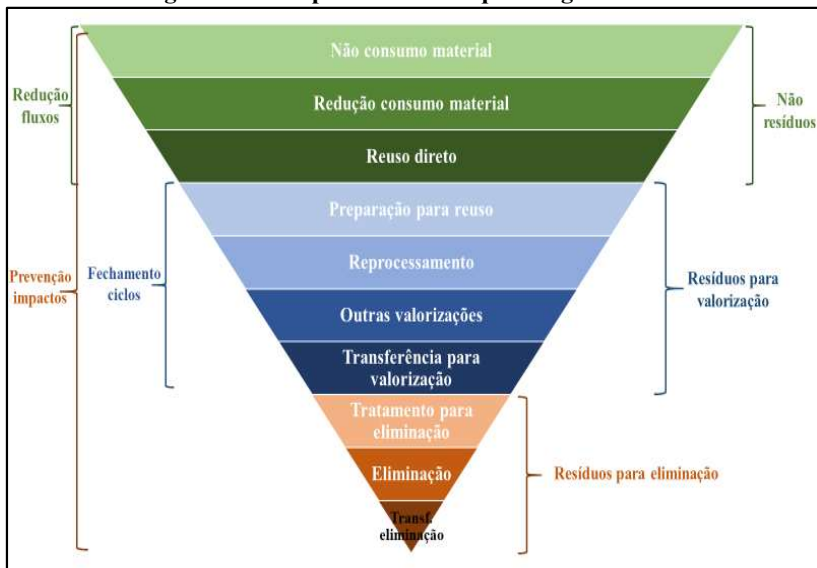 Não consumo material
Redução
fluxos
Redução consumo material
Não
resíduos
Reuso direto
Preparação para reuso
Prevenção
impactos
Fechamento
ciclos
Reprocessamento
Resíduos para
valorização
Outras valorizações
Transferência para
valorização
Tratamento para
eliminação
Eliminação
Resíduos para eliminação
Transf.
eliminação